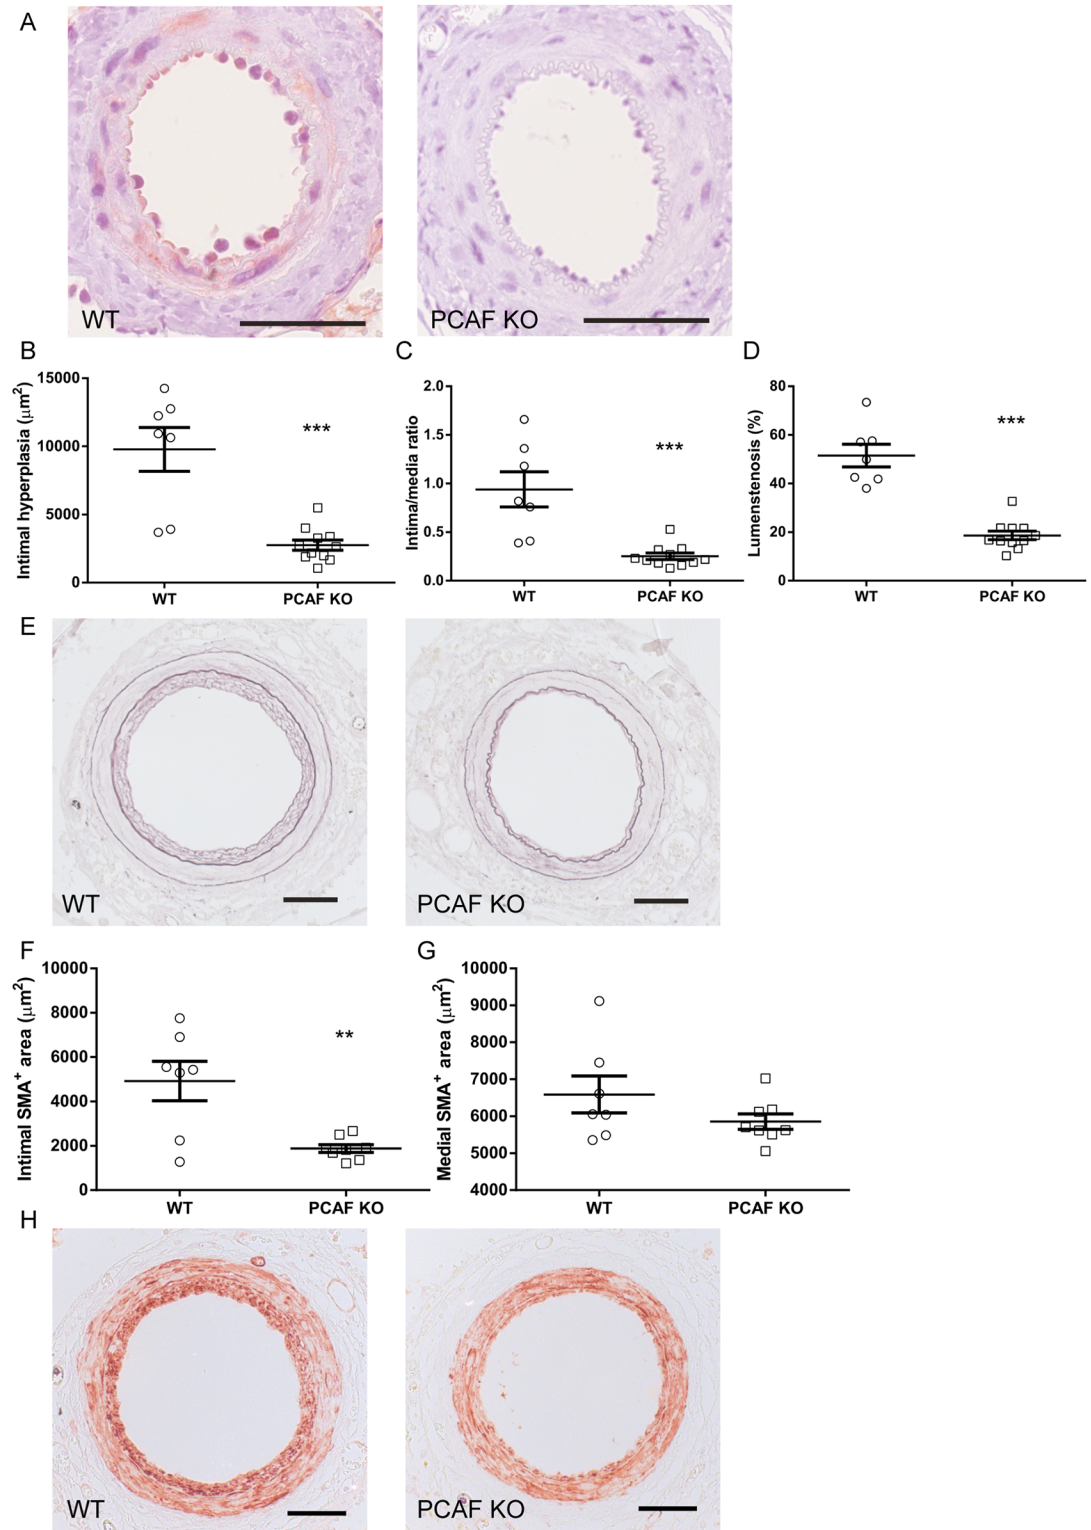 A
WT
PCAF KO
B
C
D
Intimal hyperplasia (μm²)
15000
10000
5000
0
***
WT
PCAF KO
Intima/media ratio
2.0
1.5
1.0
0.5
0.0
***
WT
PCAF KO
Lumenstenosis (%)
80
60
40
20
0
***
WT
PCAF KO
E
WT
PCAF KO
F
G
Intimal SMA⁺ area (μm²)
10000
8000
6000
4000
2000
0
**
WT
PCAF KO
Medial SMA⁺ area (μm²)
10000
9000
8000
7000
6000
5000
4000
WT
PCAF KO
H
WT
PCAF KO